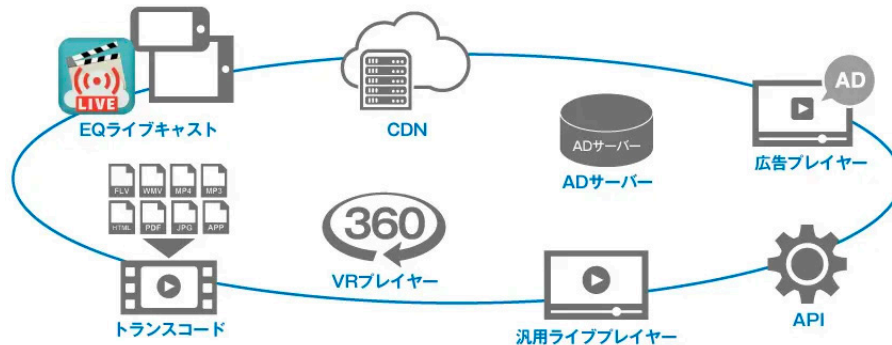 LIVE
EQライブキャスト
CDN
ADサーバー
ADサーバー
AD
広告プレイヤー
FLV WMV MP4 MP3
HTML PDF JPG APP
トランスコード
360
VRプレイヤー
汎用ライブプレイヤー
API